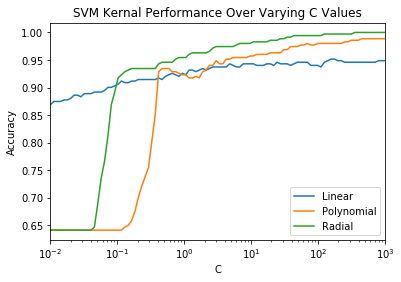 SVM Kernal Performance Over Varying C Values
1.00
0.95
0.90
0.85
0.80
0.75
0.70
0.65
Accuracy
Linear
Polynomial
Radial
10⁻² 10⁻¹ 10⁰ 10¹ 10² 10³
C